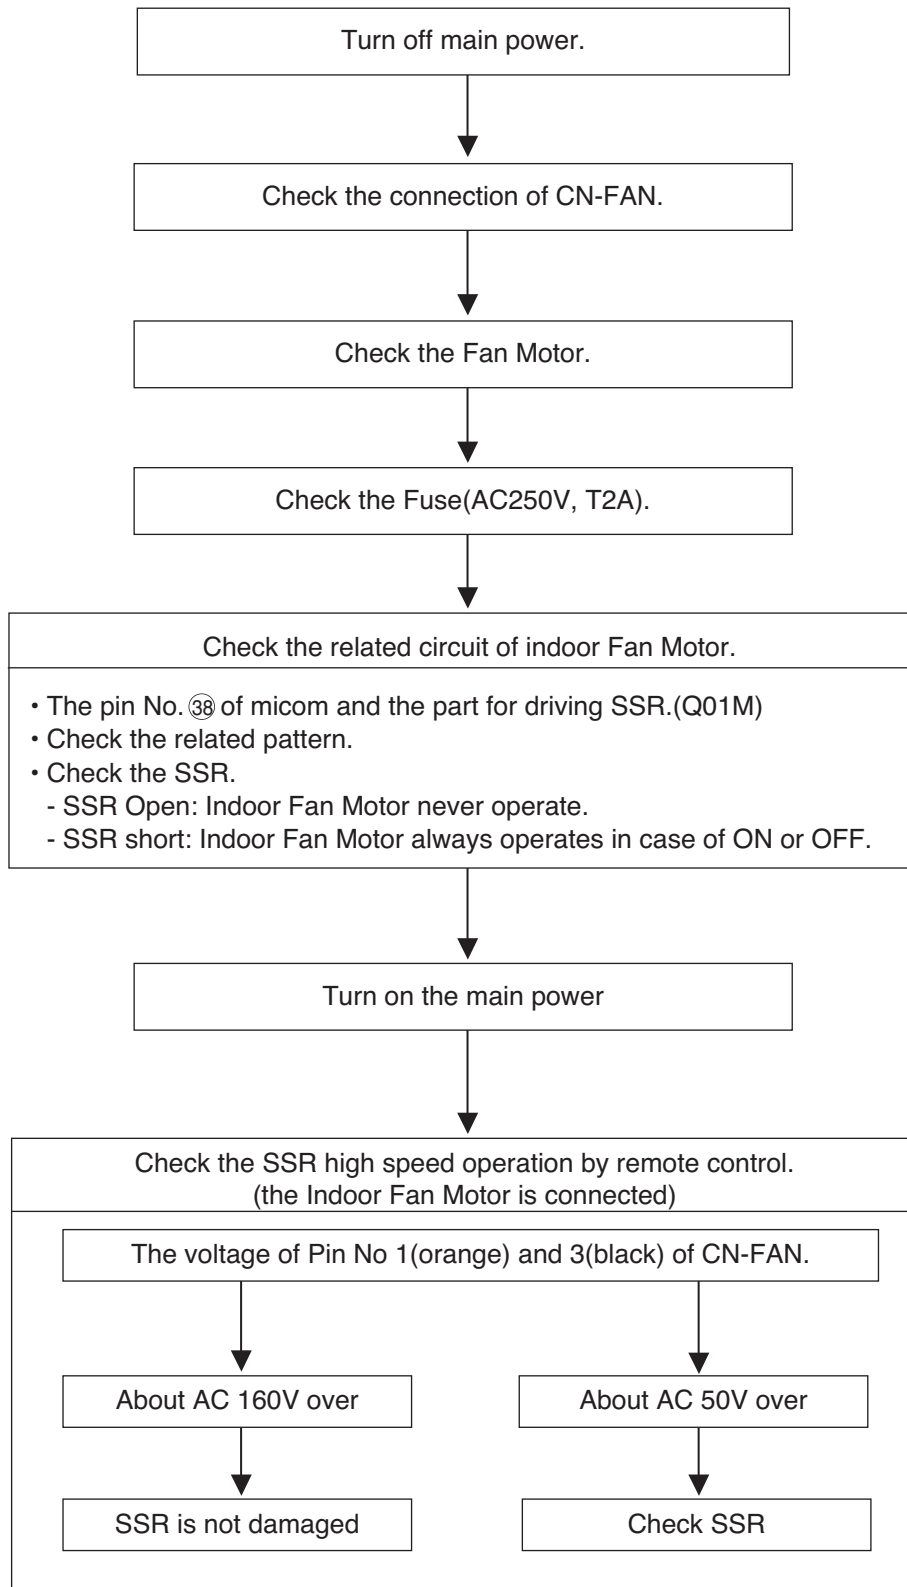 Turn off main power.
Check the connection of CN-FAN.
Check the Fan Motor.
Check the Fuse(AC250V, T2A).
Check the related circuit of indoor Fan Motor.
• The pin No. ㊳ of micom and the part for driving SSR.(Q01M)
• Check the related pattern.
• Check the SSR.
- SSR Open: Indoor Fan Motor never operate.
- SSR short: Indoor Fan Motor always operates in case of ON or OFF.
Turn on the main power
Check the SSR high speed operation by remote control.
(the Indoor Fan Motor is connected)
The voltage of Pin No 1(orange) and 3(black) of CN-FAN.
About AC 160V over
About AC 50V over
SSR is not damaged
Check SSR